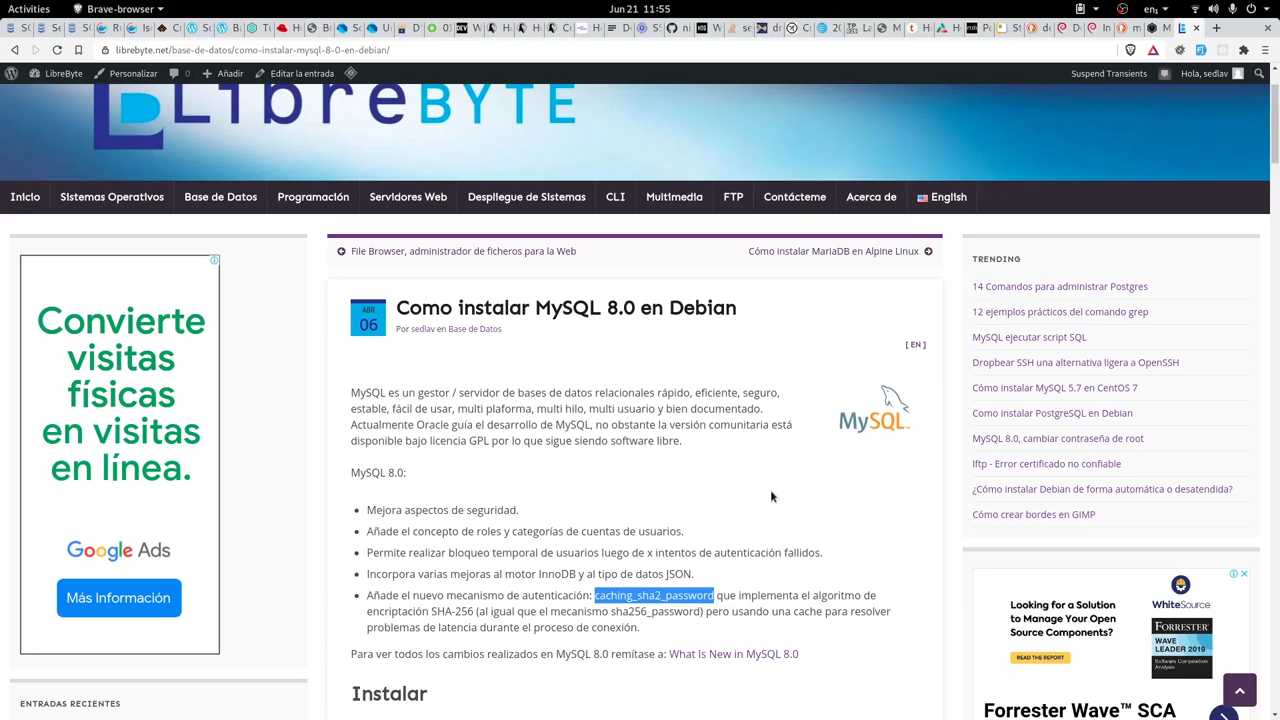 Activities
Brave-browser
Jun 21 11:55
librebyte.net/base-de-datos/como-instalar-mysql-8-0-en-debian/
LibreByte
Personalizar
0
Añadir
Editar la entrada
Suspend Transients
Hola, sedlav
LibreBYTE
Inicio
Sistemas Operativos
Base de Datos
Programación
Servidores Web
Despliegue de Sistemas
CLI
Multimedia
FTP
Contácteme
Acerca de
English
Convierte
visitas
físicas
en visitas
en línea.
Google Ads
Más Información
ENTRADAS RECIENTES
File Browser, administrador de ficheros para la Web
Cómo instalar MariaDB en Alpine Linux
ABR
06
Como instalar MySQL 8.0 en Debian
Por sedlav en Base de Datos
[ EN ]
MySQL es un gestor / servidor de bases de datos relacionales rápido, eficiente, seguro,
estable, fácil de usar, multi plaforma, multi hilo, multi usuario y bien documentado.
Actualmente Oracle guía el desarrollo de MySQL, no obstante la versión comunitaria está
disponible bajo licencia GPL por lo que sigue siendo software libre.
MySQL
MySQL 8.0:
Mejora aspectos de seguridad.
Añade el concepto de roles y categorías de cuentas de usuarios.
Permite realizar bloqueo temporal de usuarios luego de x intentos de autenticación fallidos.
Incorpora varias mejoras al motor InnoDB y al tipo de datos JSON.
Añade el nuevo mecanismo de autenticación: caching_sha2_password que implementa el algoritmo de
encriptación SHA-256 (al igual que el mecanismo sha256_password) pero usando una cache para resolver
problemas de latencia durante el proceso de conexión.
Para ver todos los cambios realizados en MySQL 8.0 remítase a: What Is New in MySQL 8.0
Instalar
TRENDING
14 Comandos para administrar Postgres
12 ejemplos prácticos del comando grep
MySQL ejecutar script SQL
Dropbear SSH una alternativa ligera a OpenSSH
Cómo instalar MySQL 5.7 en CentOS 7
Como instalar PostgreSQL en Debian
MySQL 8.0, cambiar contraseña de root
lftp - Error certificado no confiable
¿Cómo instalar Debian de forma automática o desatendida?
Cómo crear bordes en GIMP
Looking for a Solution
to Manage Your Open
Source Components?
READ THE REPORT
WhiteSource
FORRESTER
WAVE
LEADER 2019
Software Composition
Analysis
Forrester Wave™ SCA